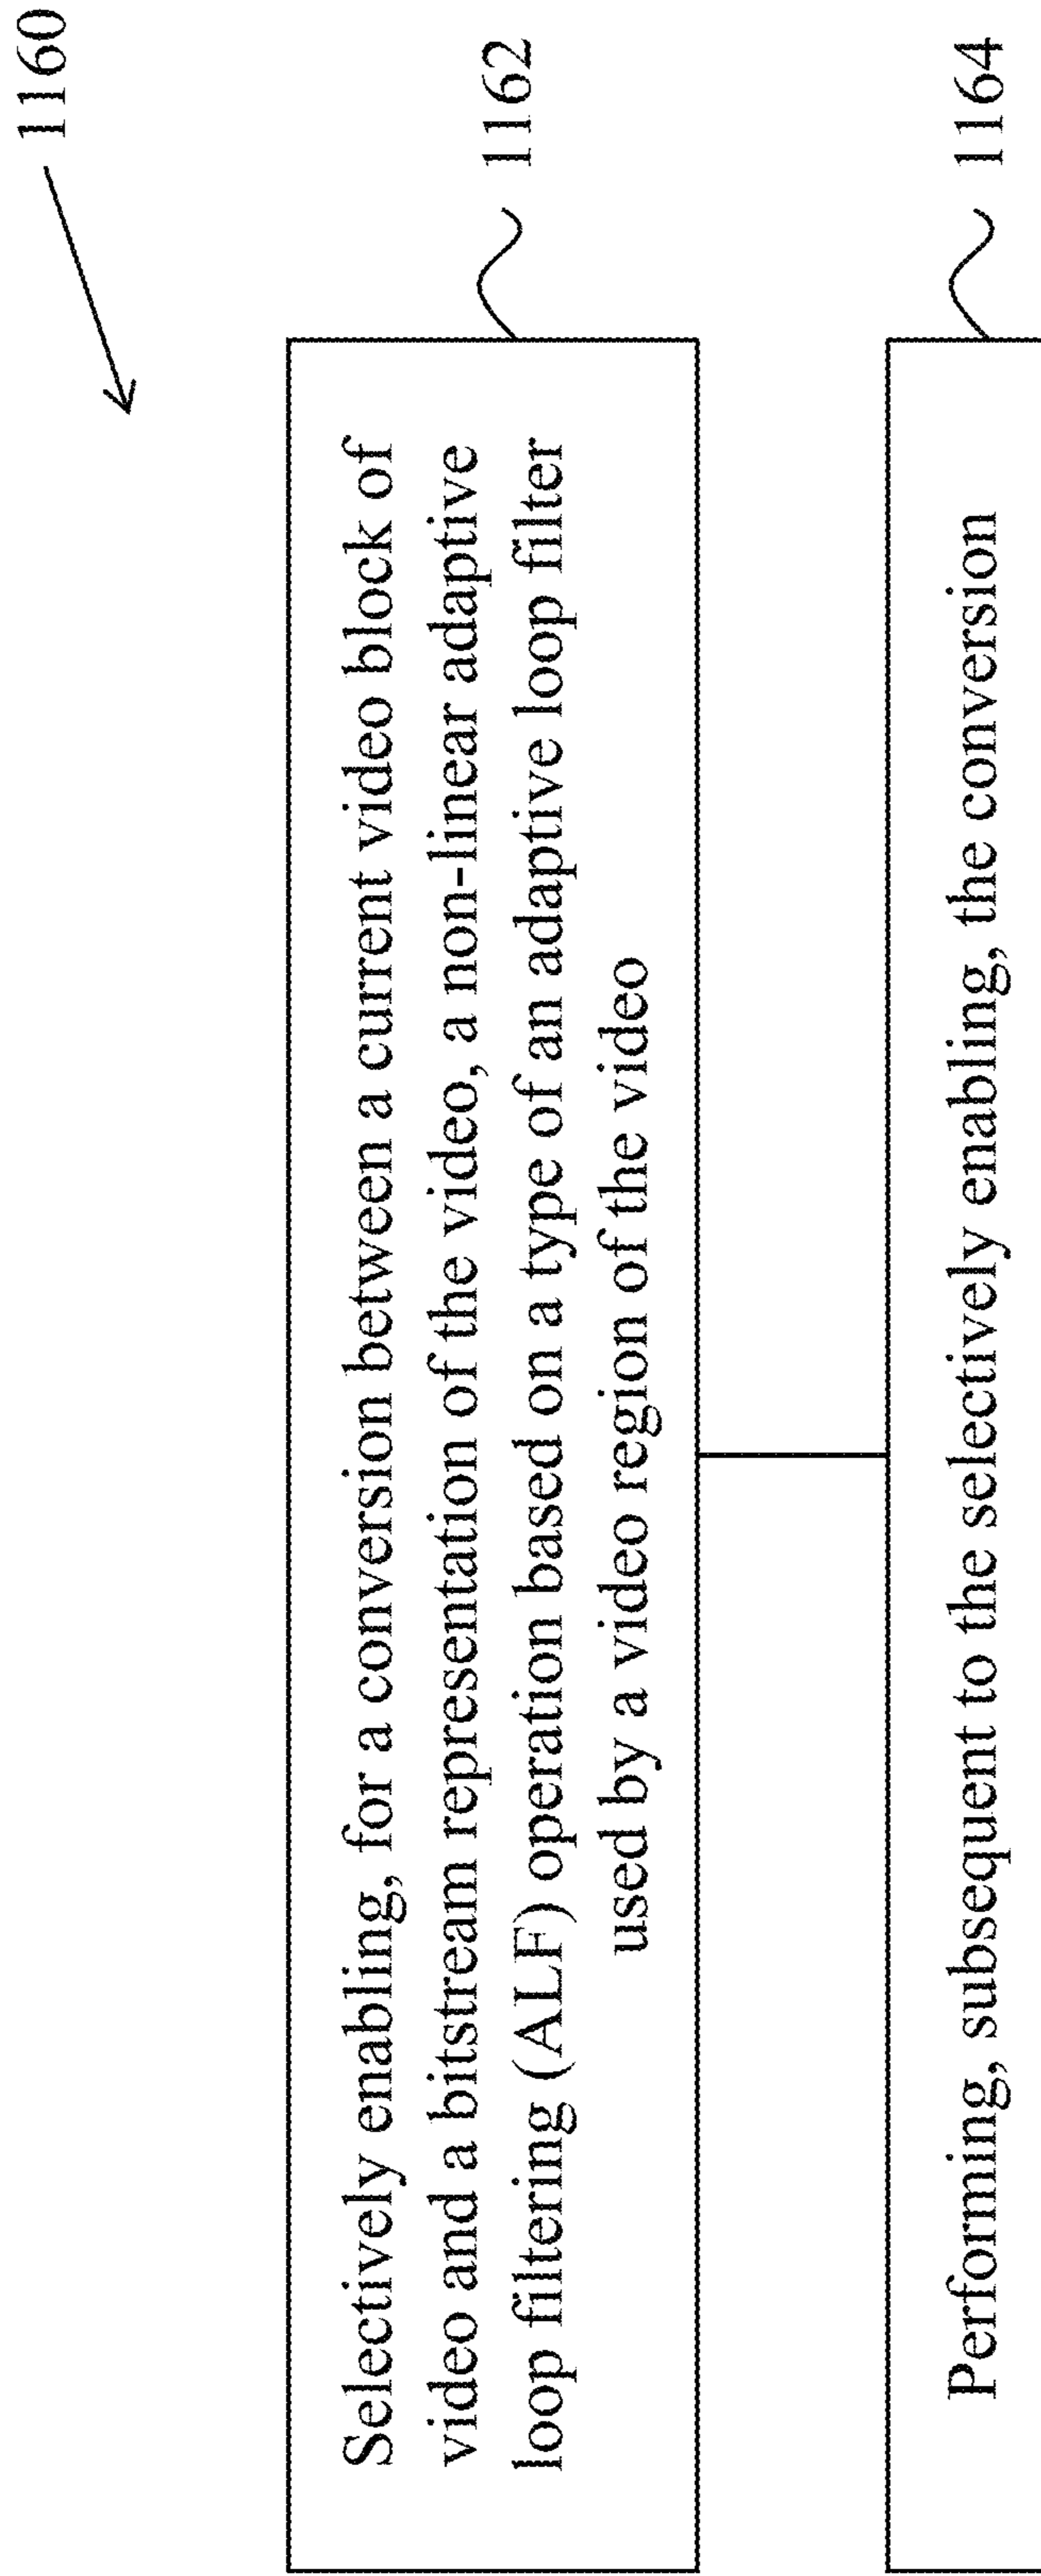 1160
Selectively enabling, for a conversion between a current video block of
video and a bitstream representation of the video, a non-linear adaptive
loop filtering (ALF) operation based on a type of an adaptive loop filter
used by a video region of the video
1162
Performing, subsequent to the selectively enabling, the conversion
1164